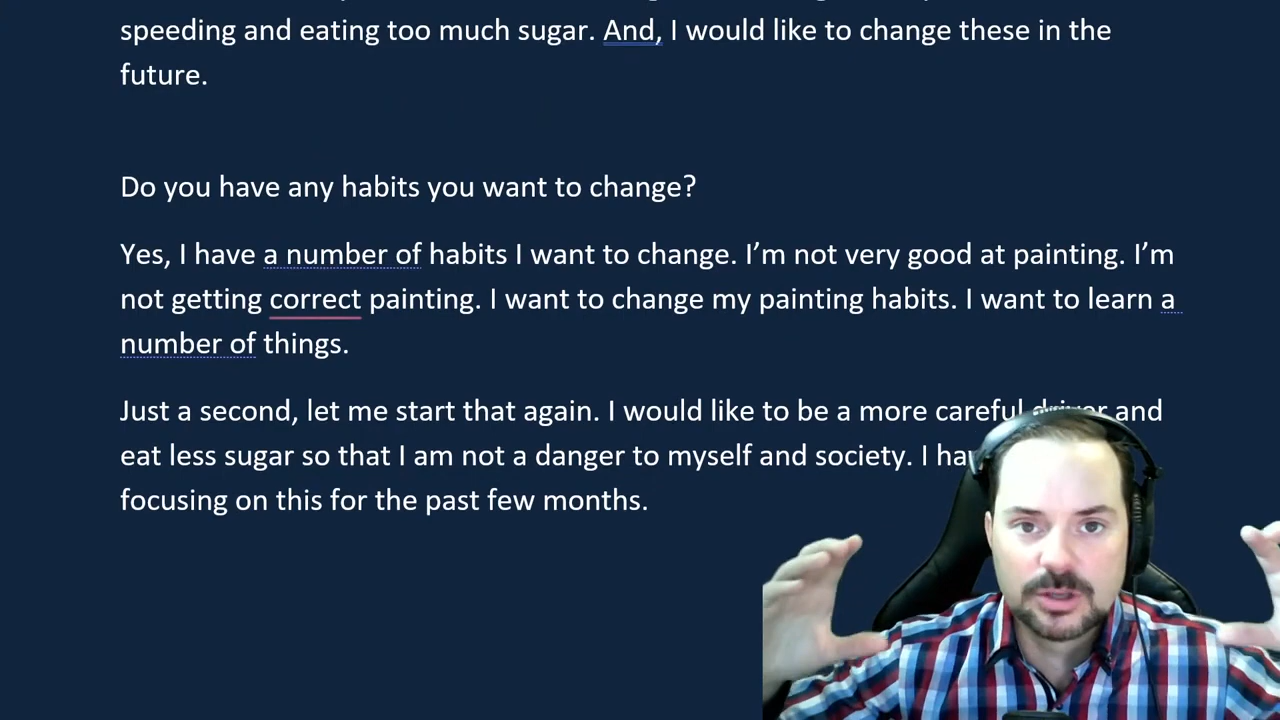 speeding and eating too much sugar. And, I would like to change these in the
future.
Do you have any habits you want to change?
Yes, I have a number of habits I want to change. I’m not very good at painting. I’m
not getting correct painting. I want to change my painting habits. I want to learn a
number of things.
Just a second, let me start that again. I would like to be a more careful driver and
eat less sugar so that I am not a danger to myself and society. I
focusing on this for the past few months.